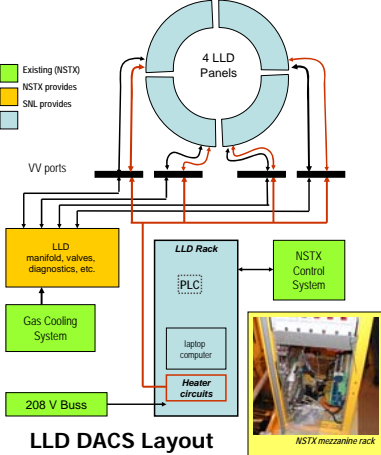 4 LLD
Panels
Existing (NSTX)
NSTX provides
SNL provides
VV ports
LLD
manifold, valves,
diagnostics, etc.
LLD Rack
PLC
NSTX
Control
System
Gas Cooling
System
laptop
computer
Heater
circuits
208 V Buss
LLD DACS Layout
NSTX mezzanine rack